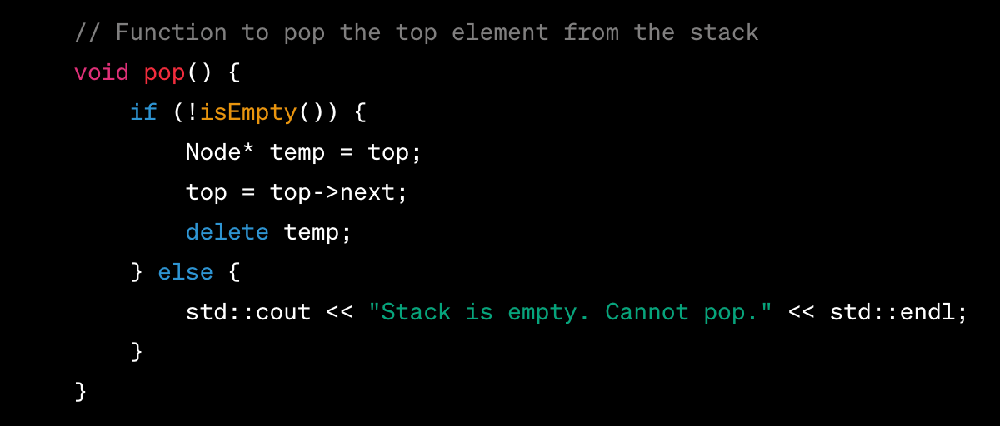 // Function to pop the top element from the stack
void pop() {
    if (!isEmpty()) {
        Node* temp = top;
        top = top->next;
        delete temp;
    } else {
        std::cout << "Stack is empty. Cannot pop." << std::endl;
    }
}